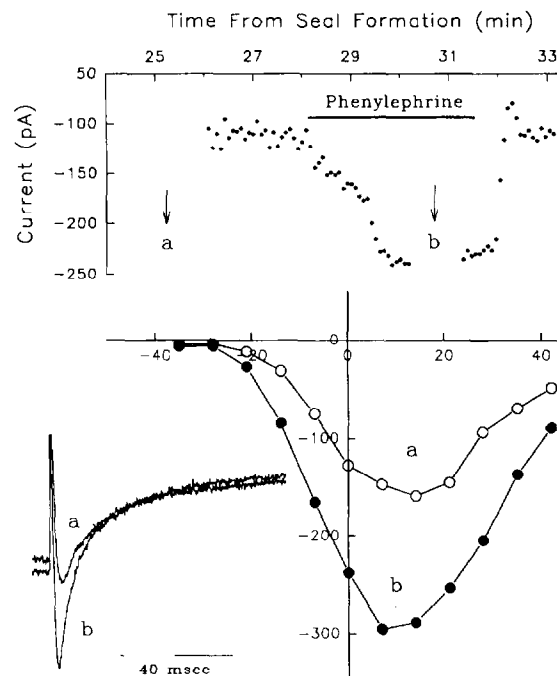 Time From Seal Formation (min)
25 27 29 31 33
50
-100
-150
-200
-250
Current (pA)
Phenylephrine
a
b
-40 -20 0 20 40
-0
-100
-200
-300
a
b
a
b
40 msec